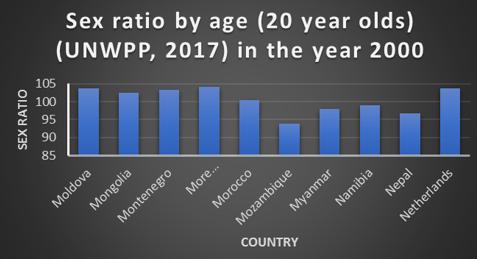 Sex ratio by age (20 year olds)
(UNWPP, 2017) in the year 2000
SEX RATIO
105
100
95
90
85
Moldova
Mongolia
Montenegro
More...
Morocco
Mozambique
Myanmar
Namibia
Nepal
Netherlands
COUNTRY